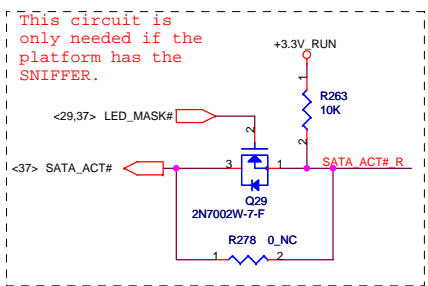 This circuit is
only needed if the
platform has the
SNIFFER.
+3.3V_RUN
1
R263
10K
2
<29,37> LED_MASK#
2
<37> SATA_ACT#
3
1
SATA_ACT#_R
Q29
2N7002W-7-F
R278 0_NC
1
2